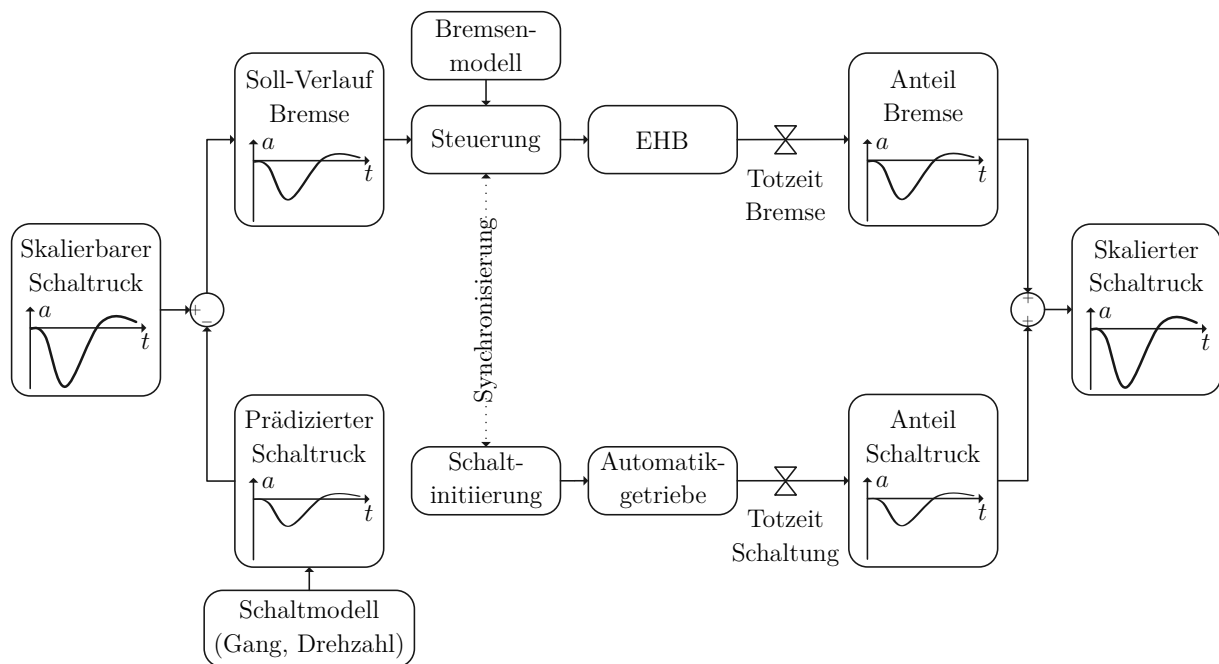 Bremsen-
modell
Soll-Verlauf
Bremse
a
t
Steuerung
EHB
Totzeit
Bremse
Anteil
Bremse
a
t
Skalierbarer
Schaltruck
a
t
+
−
Synchronisierung
+
+
Skalierter
Schaltruck
a
t
Prädizierter
Schaltruck
a
t
Schalt-
initiierung
Automatik-
getriebe
Totzeit
Schaltung
Anteil
Schaltruck
a
t
Schaltmodell
(Gang, Drehzahl)